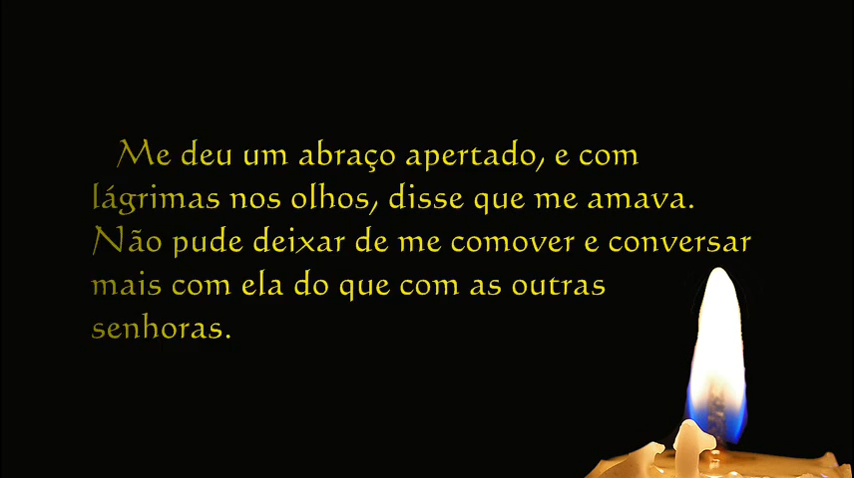 Me deu um abraço apertado, e com
lágrimas nos olhos, disse que me amava.
Não pude deixar de me comover e conversar
mais com ela do que com as outras
senhoras.